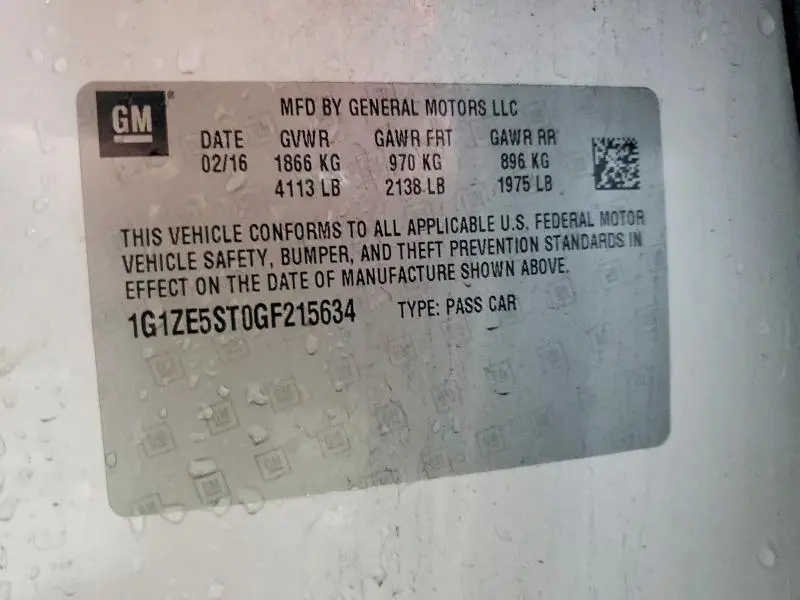 GM
MFD BY GENERAL MOTORS LLC
DATE GVWR GAWR FRT GAWR RR
02/16 1866 KG 970 KG 896 KG
4113 LB 2138 LB 1975 LB
THIS VEHICLE CONFORMS TO ALL APPLICABLE U.S. FEDERAL MOTOR
VEHICLE SAFETY, BUMPER, AND THEFT PREVENTION STANDARDS IN
EFFECT ON THE DATE OF MANUFACTURE SHOWN ABOVE.
1G1ZE5ST0GF215634 TYPE: PASS CAR